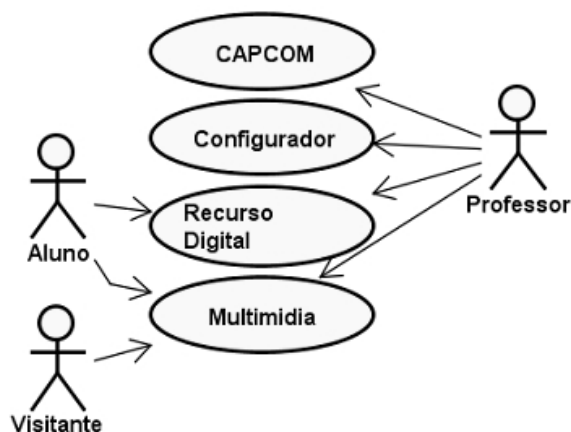 CAPCOM
Configurador
Professor
Recurso
Digital
Aluno
Multimidia
Visitante